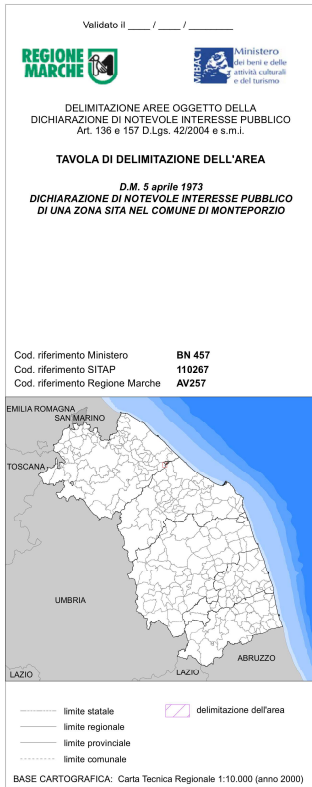 Validato il ____ / ____ / _________
REGIONE
MARCHE
MiBACT
Ministero
dei beni e delle
attività culturali
e del turismo
DELIMITAZIONE AREE OGGETTO DELLA
DICHIARAZIONE DI NOTEVOLE INTERESSE PUBBLICO
Art. 136 e 157 D.Lgs. 42/2004 e s.m.i.
TAVOLA DI DELIMITAZIONE DELL'AREA
D.M. 5 aprile 1973
DICHIARAZIONE DI NOTEVOLE INTERESSE PUBBLICO
DI UNA ZONA SITA NEL COMUNE DI MONTEPORZIO
Cod. riferimento Ministero BN 457
Cod. riferimento SITAP 110267
Cod. riferimento Regione Marche AV257
EMILIA ROMAGNA
SAN MARINO
TOSCANA
UMBRIA
ABRUZZO
LAZIO
LAZIO
limite statale
delimitazione dell'area
limite regionale
limite provinciale
limite comunale
BASE CARTOGRAFICA: Carta Tecnica Regionale 1:10.000 (anno 2000)